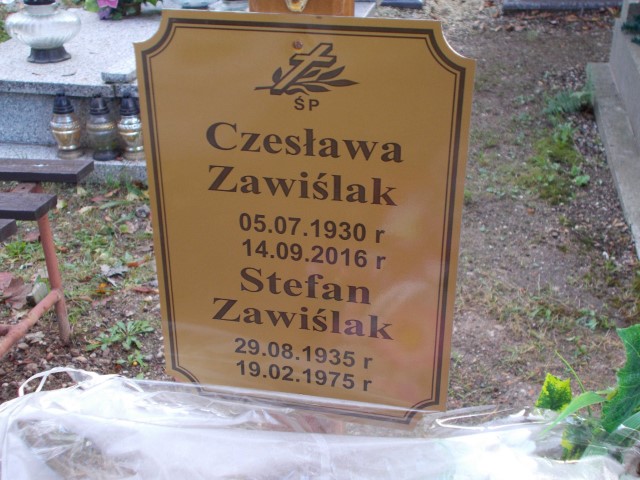 ŚP
Czesława
Zawiślak
05.07.1930 r
14.09.2016 r
Stefan
Zawiślak
29.08.1935 r
19.02.1975 r